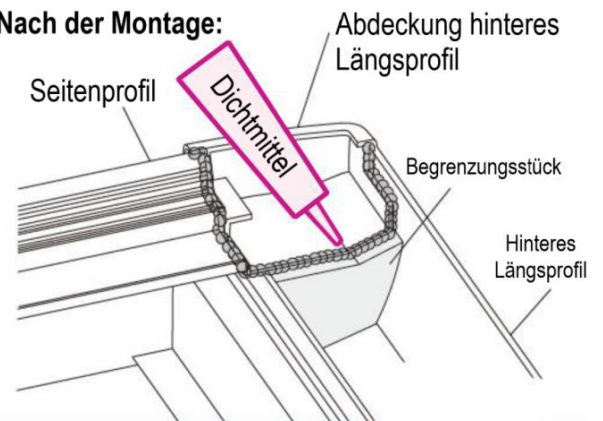 Nach der Montage:
Abdeckung hinteres
Längsprofil
Seitenprofil
Dichtmittel
Begrenzungsstück
Hinteres
Längsprofil